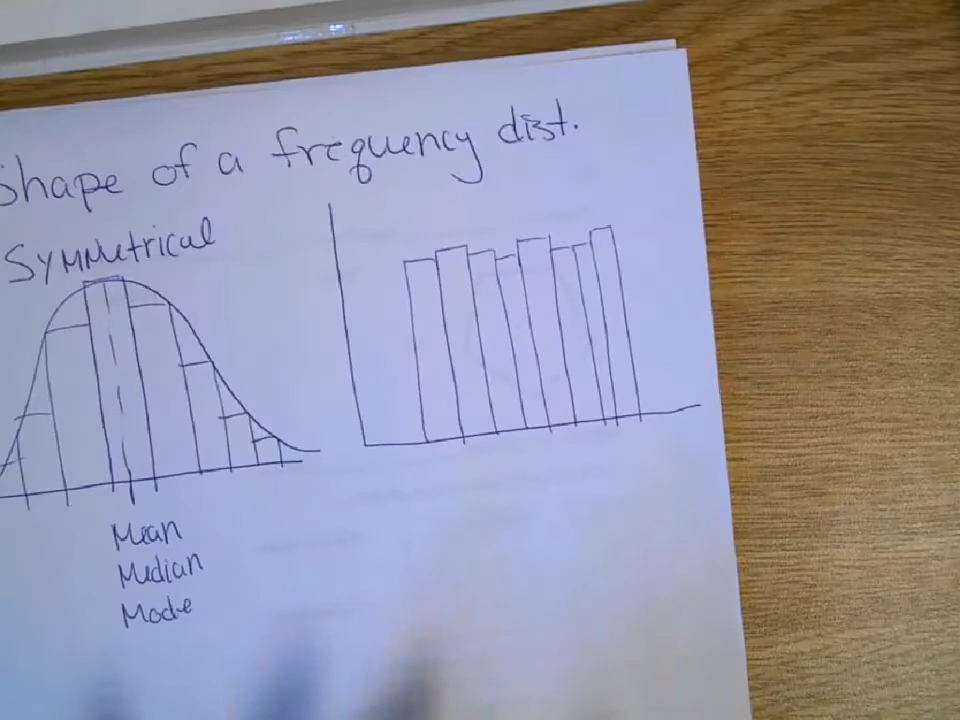 Shape of a frequency dist.
Symmetrical
Mean
Median
Mode